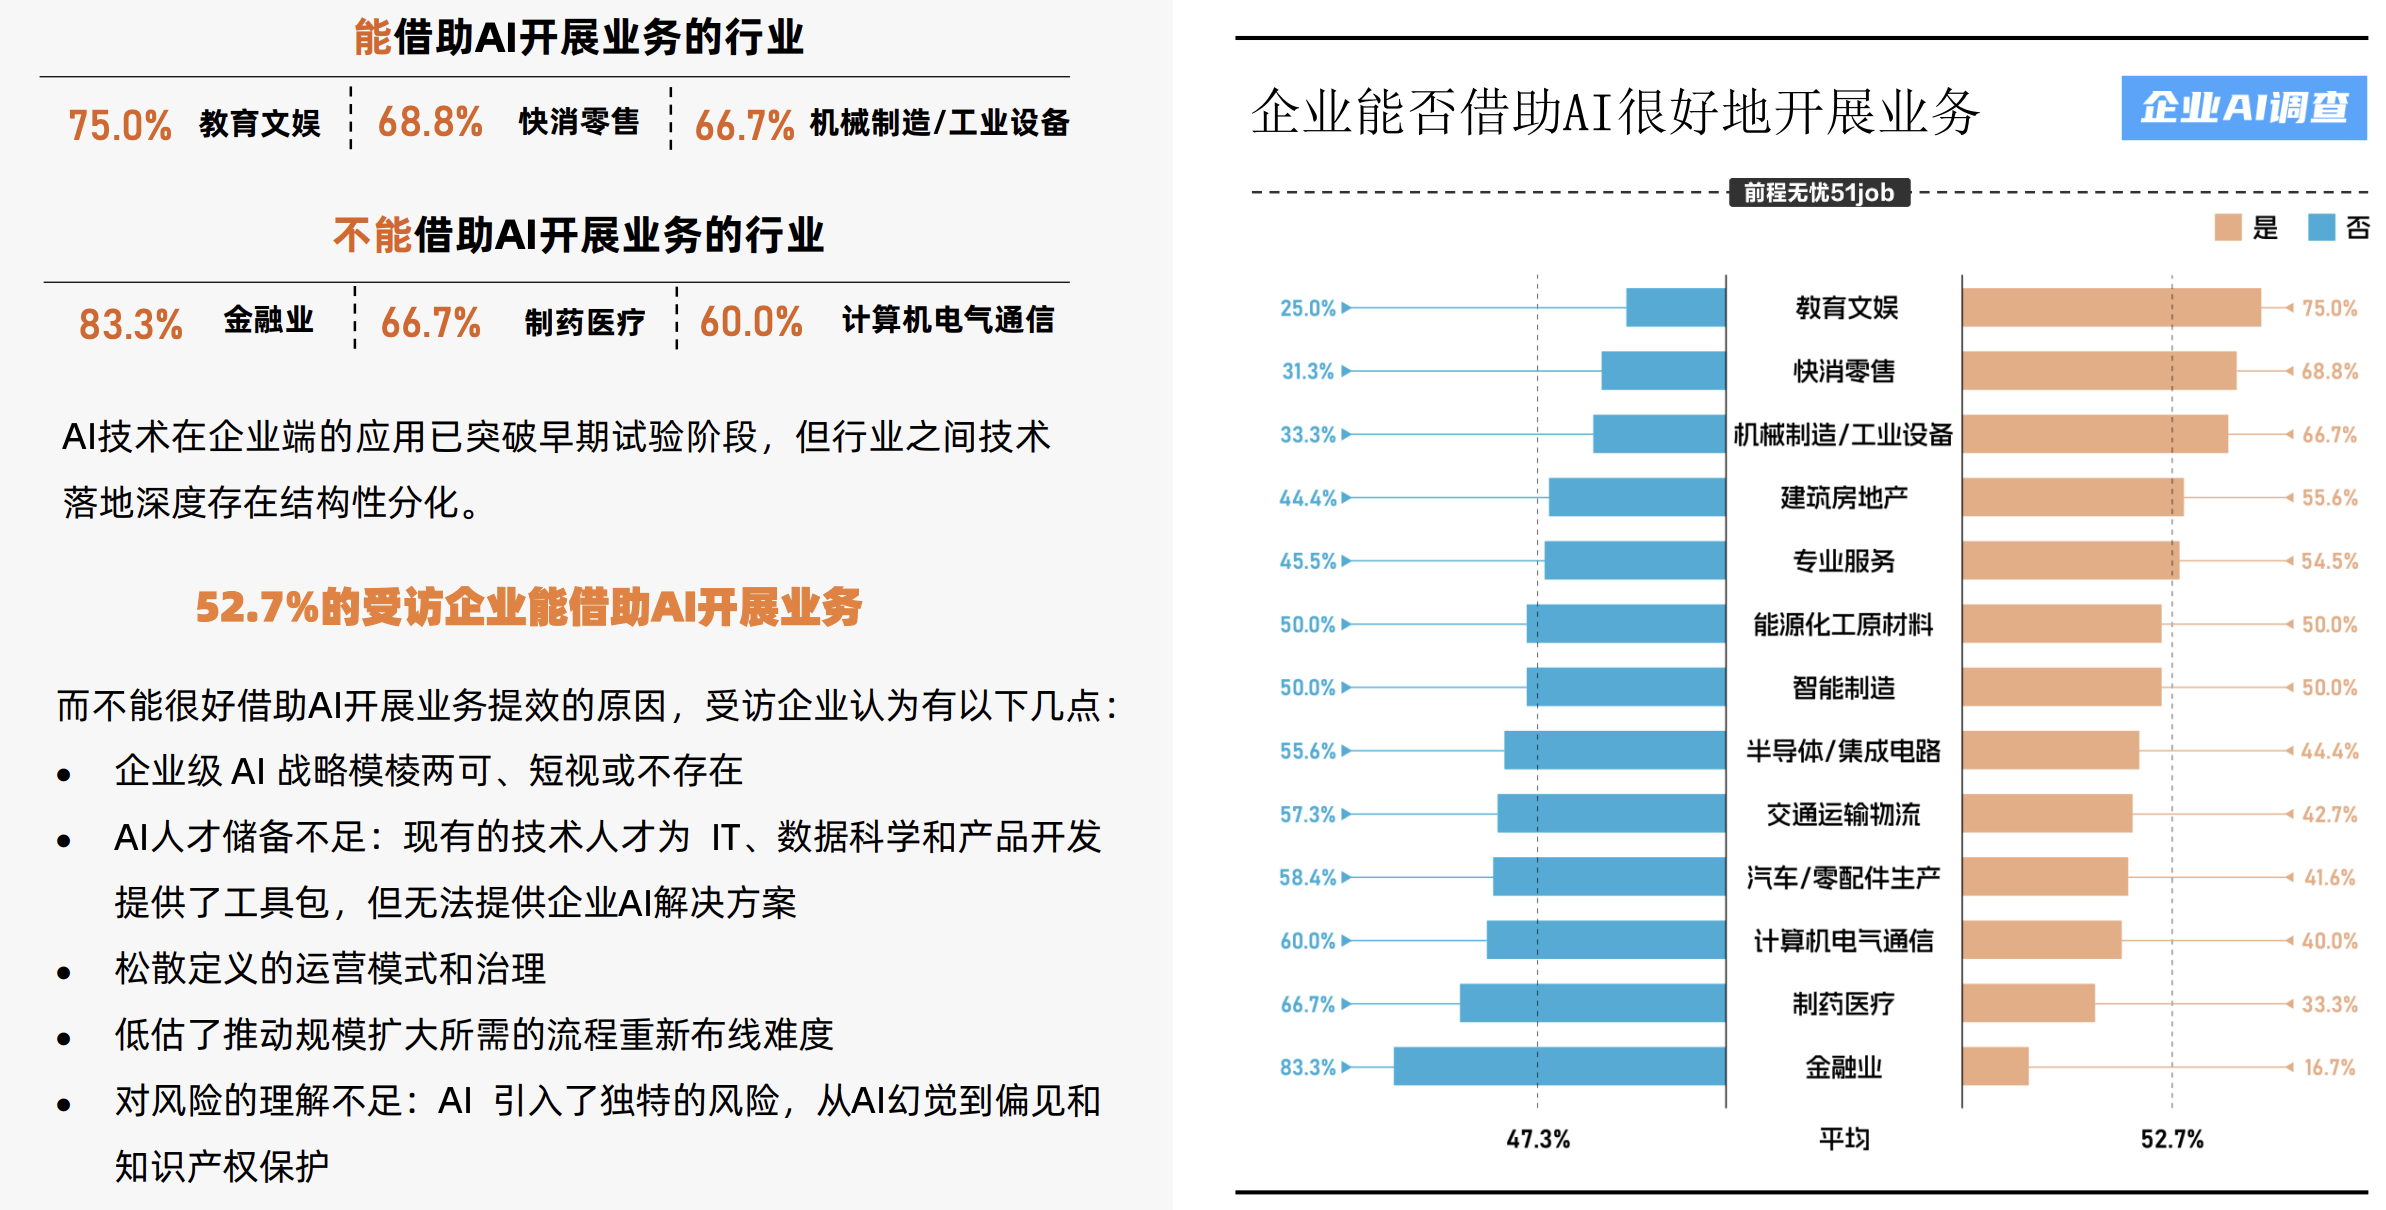 能借助AI开展业务的行业
75.0% 教育文娱 68.8% 快消零售 66.7% 机械制造/工业设备
不能借助AI开展业务的行业
83.3% 金融业 66.7% 制药医疗 60.0% 计算机电气通信
AI技术在企业端的应用已突破早期试验阶段，但行业之间技术
落地深度存在结构性分化。
52.7%的受访企业能借助AI开展业务
而不能很好借助AI开展业务提效的原因，受访企业认为有以下几点：
● 企业级 AI 战略模棱两可、短视或不存在
● AI人才储备不足：现有的技术人才为 IT、数据科学和产品开发
提供了工具包，但无法提供企业AI解决方案
● 松散定义的运营模式和治理
● 低估了推动规模扩大所需的流程重新布线难度
● 对风险的理解不足：AI 引入了独特的风险，从AI幻觉到偏见和
知识产权保护
企业能否借助AI很好地开展业务
企业AI调查
前程无忧51job
是 否
25.0% 教育文娱 75.0%
31.3% 快消零售 68.8%
33.3% 机械制造/工业设备 66.7%
44.4% 建筑房地产 55.6%
45.5% 专业服务 54.5%
50.0% 能源化工原材料 50.0%
50.0% 智能制造 50.0%
55.6% 半导体/集成电路 44.4%
57.3% 交通运输物流 42.7%
58.4% 汽车/零配件生产 41.6%
60.0% 计算机电气通信 40.0%
66.7% 制药医疗 33.3%
83.3% 金融业 16.7%
47.3% 平均 52.7%